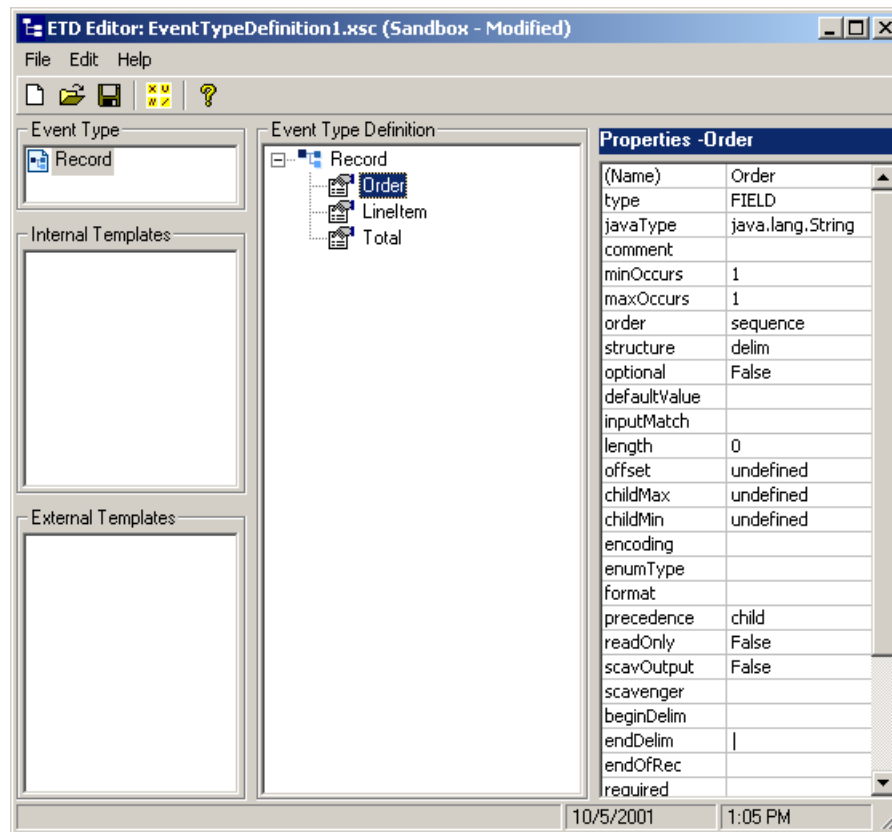 ETD Editor: EventTypeDefinition1.xsc (Sandbox - Modified)
File Edit Help
Event Type
Record
Internal Templates
External Templates
Event Type Definition
Record
Order
LineItem
Total
Properties -Order
(Name) Order
type FIELD
javaType java.lang.String
comment
minOccurs 1
maxOccurs 1
order sequence
structure delim
optional False
defaultValue
inputMatch
length 0
offset undefined
childMax undefined
childMin undefined
encoding
enumType
format
precedence child
readOnly False
scavOutput False
scavenger
beginDelim
endDelim |
endOfRec
required
10/5/2001 1:05 PM